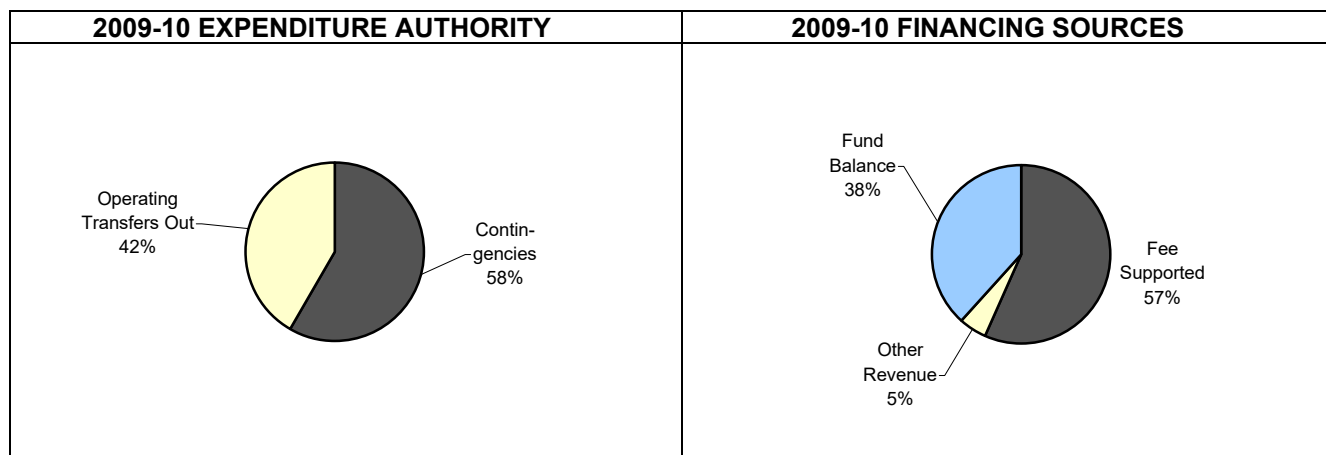 2009-10 EXPENDITURE AUTHORITY
Operating
Transfers Out
42%
Contin-
gencies
58%
2009-10 FINANCING SOURCES
Fund
Balance
38%
Fee
Supported
57%
Other
Revenue
5%